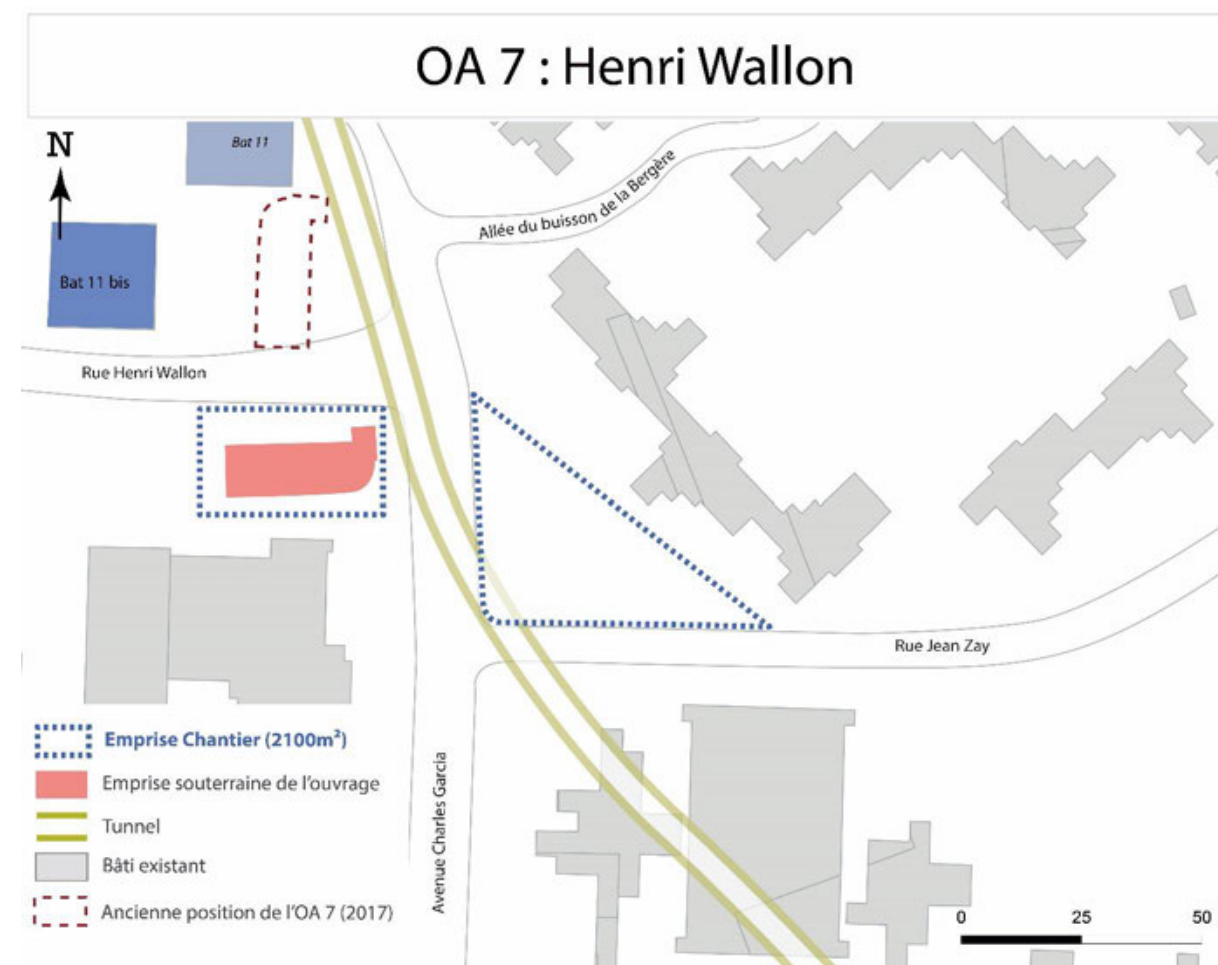 OA 7 : Henri Wallon
N
Bat 11
Allée du buisson de la Bergère
Bat 11 bis
Rue Henri Wallon
Rue Jean Zay
Avenue Charles Garcia
Emprise Chantier (2100m²)
Emprise souterraine de l'ouvrage
Tunnel
Bâti existant
Ancienne position de l'OA 7 (2017)
0 25 50